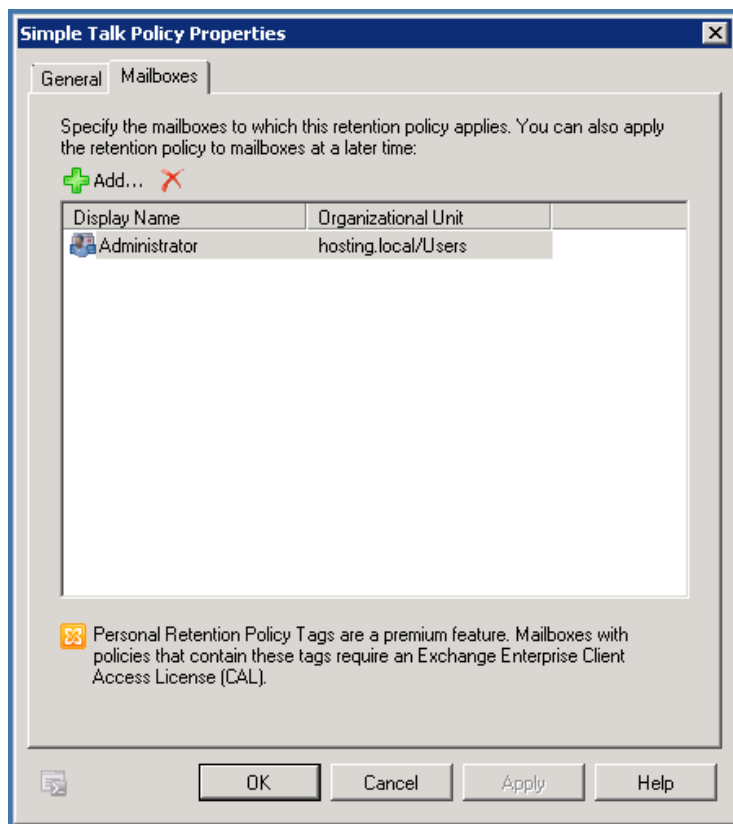 Simple Talk Policy Properties
General Mailboxes
Specify the mailboxes to which this retention policy applies. You can also apply
the retention policy to mailboxes at a later time:
Add...
Display Name Organizational Unit
Administrator hosting.local/Users
Personal Retention Policy Tags are a premium feature. Mailboxes with
policies that contain these tags require an Exchange Enterprise Client
Access License (CAL).
OK Cancel Apply Help